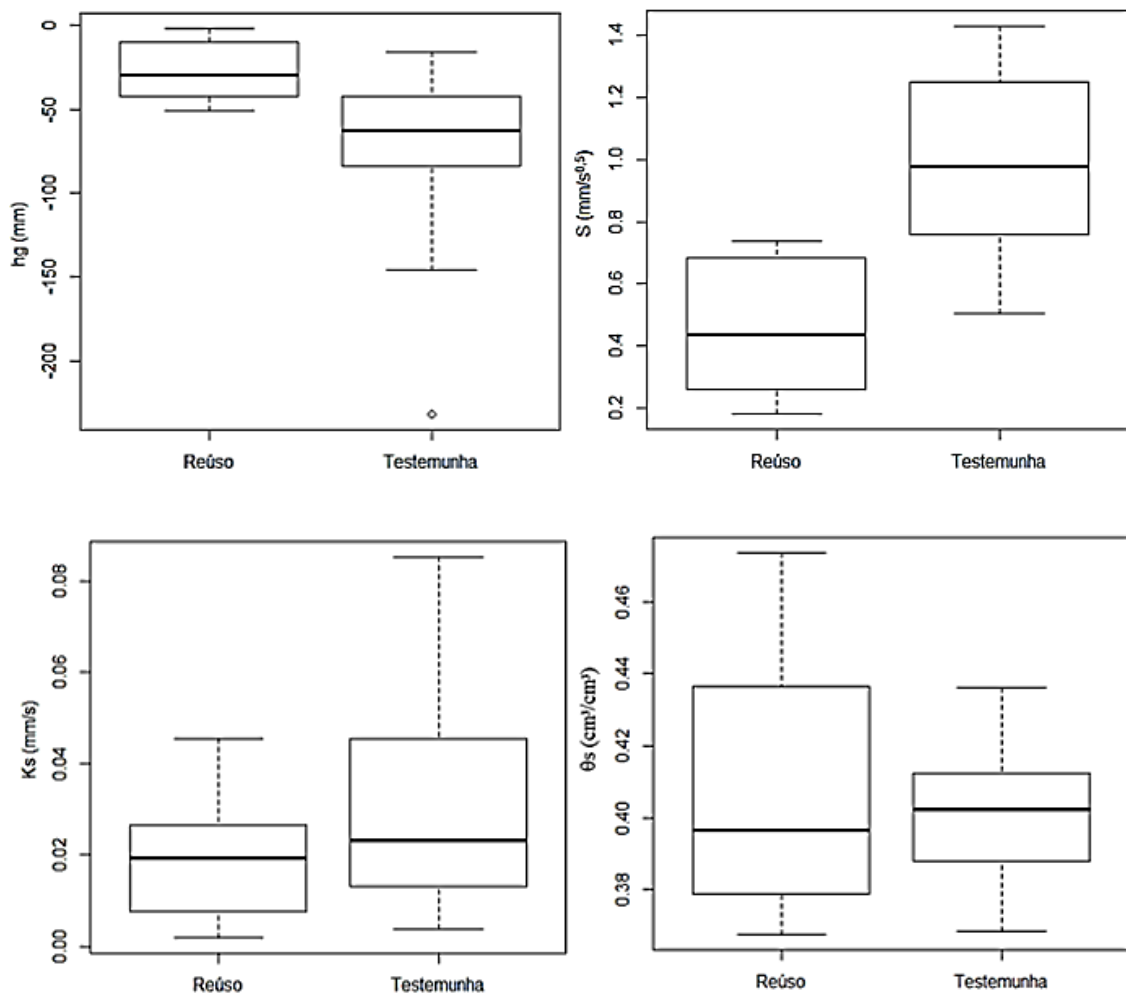 hg (mm)
0
-50
-100
-150
-200
Reúso
Testemunha
S (mm/s⁰,⁵)
1.4
1.2
1.0
0.8
0.6
0.4
0.2
Reúso
Testemunha
Ks (mm/s)
0.08
0.06
0.04
0.02
0.00
Reúso
Testemunha
θs (cm³/cm³)
0.46
0.44
0.42
0.40
0.38
Reúso
Testemunha